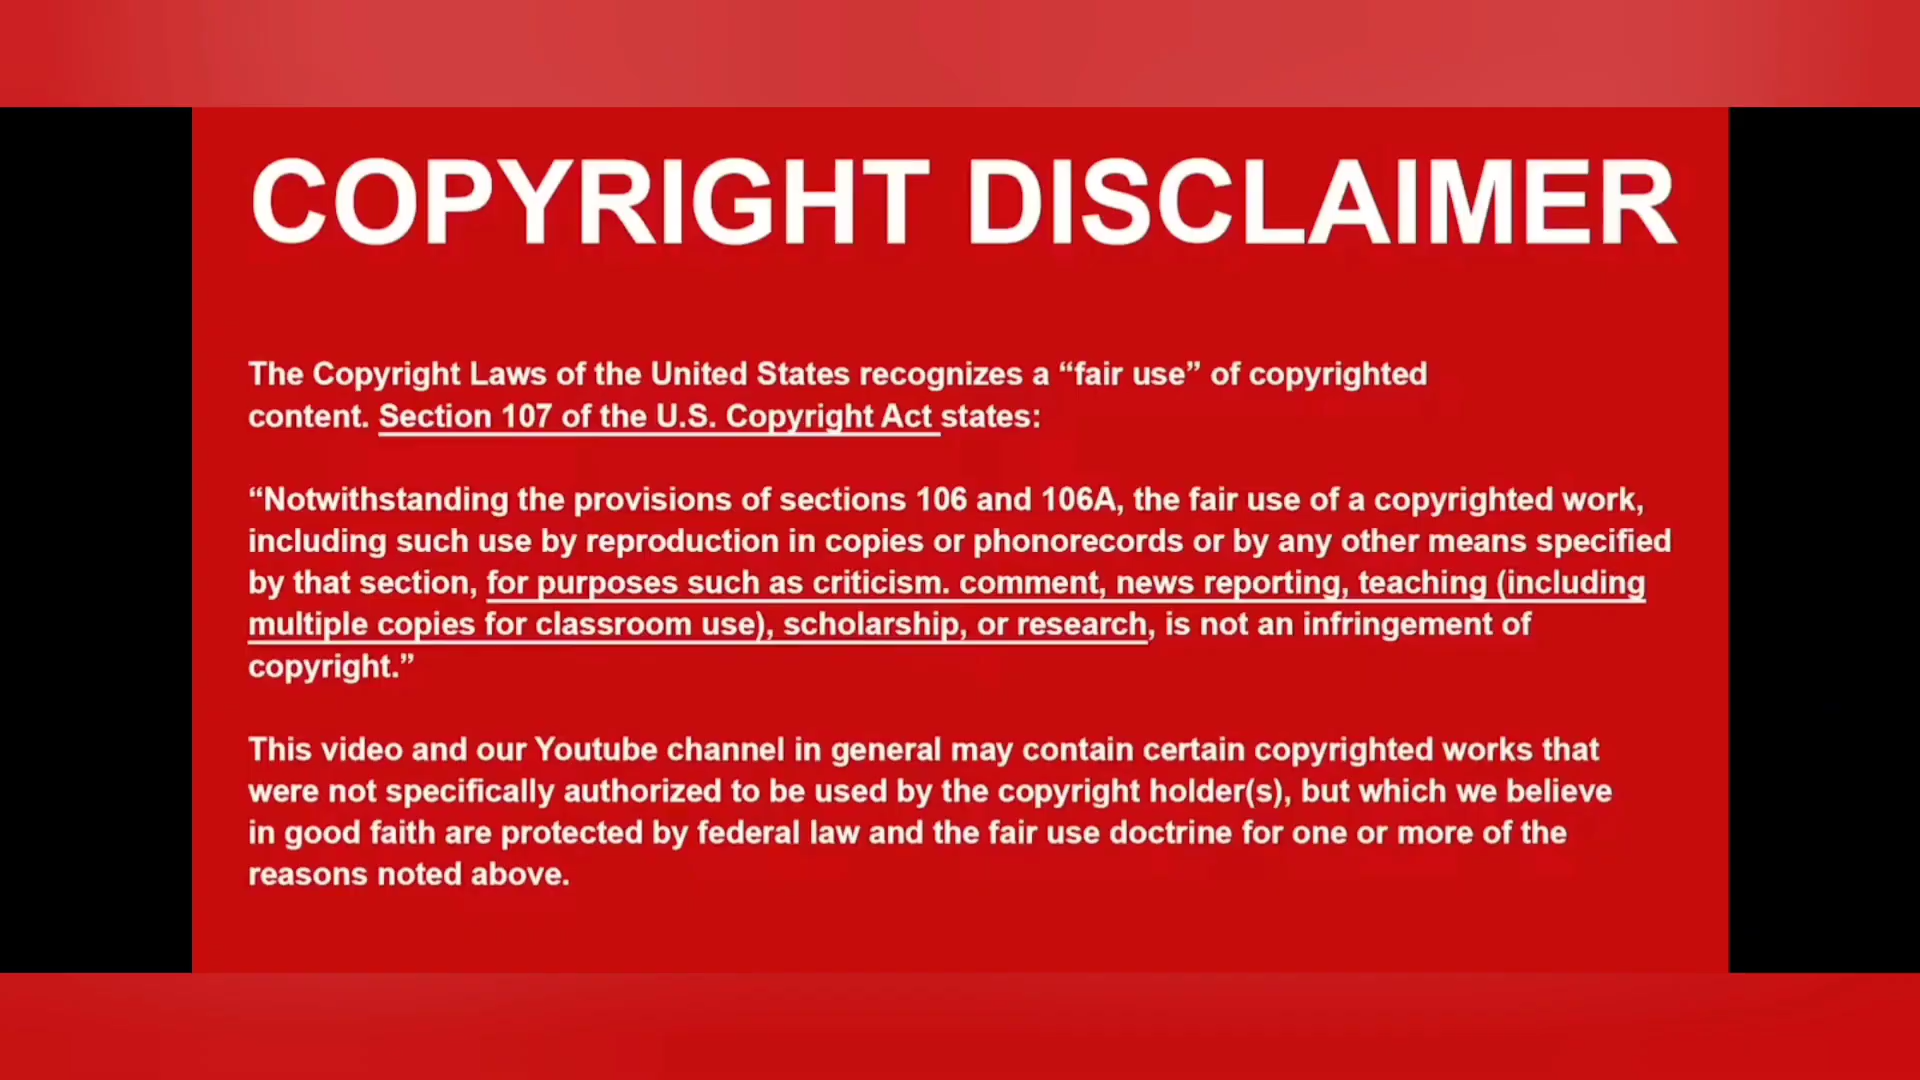 COPYRIGHT DISCLAIMER
The Copyright Laws of the United States recognizes a “fair use” of copyrighted
content. Section 107 of the U.S. Copyright Act states:
“Notwithstanding the provisions of sections 106 and 106A, the fair use of a copyrighted work,
including such use by reproduction in copies or phonorecords or by any other means specified
by that section, for purposes such as criticism. comment, news reporting, teaching (including
multiple copies for classroom use), scholarship, or research, is not an infringement of
copyright.”
This video and our Youtube channel in general may contain certain copyrighted works that
were not specifically authorized to be used by the copyright holder(s), but which we believe
in good faith are protected by federal law and the fair use doctrine for one or more of the
reasons noted above.